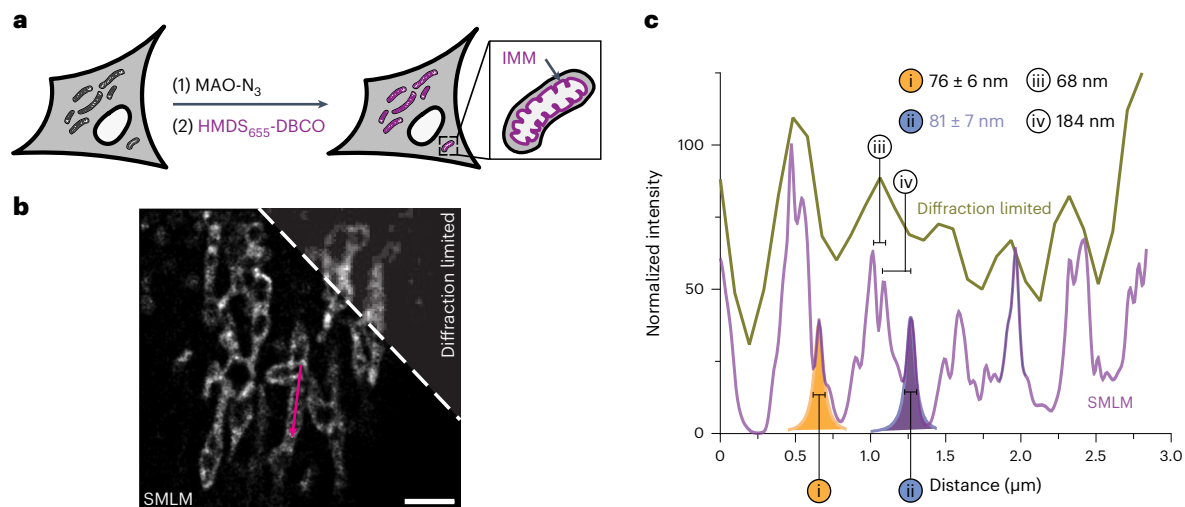 a
(1) MAO-N₃
(2) HMDS₆₅₅-DBCO
IMM
b
Diffraction limited
SMLM
c
Normalized intensity
100
50
0
i 76 ± 6 nm
iii 68 nm
ii 81 ± 7 nm
iv 184 nm
iii
iv
Diffraction limited
SMLM
0 0.5 1.0 1.5 2.0 2.5 3.0
i
ii
Distance (μm)